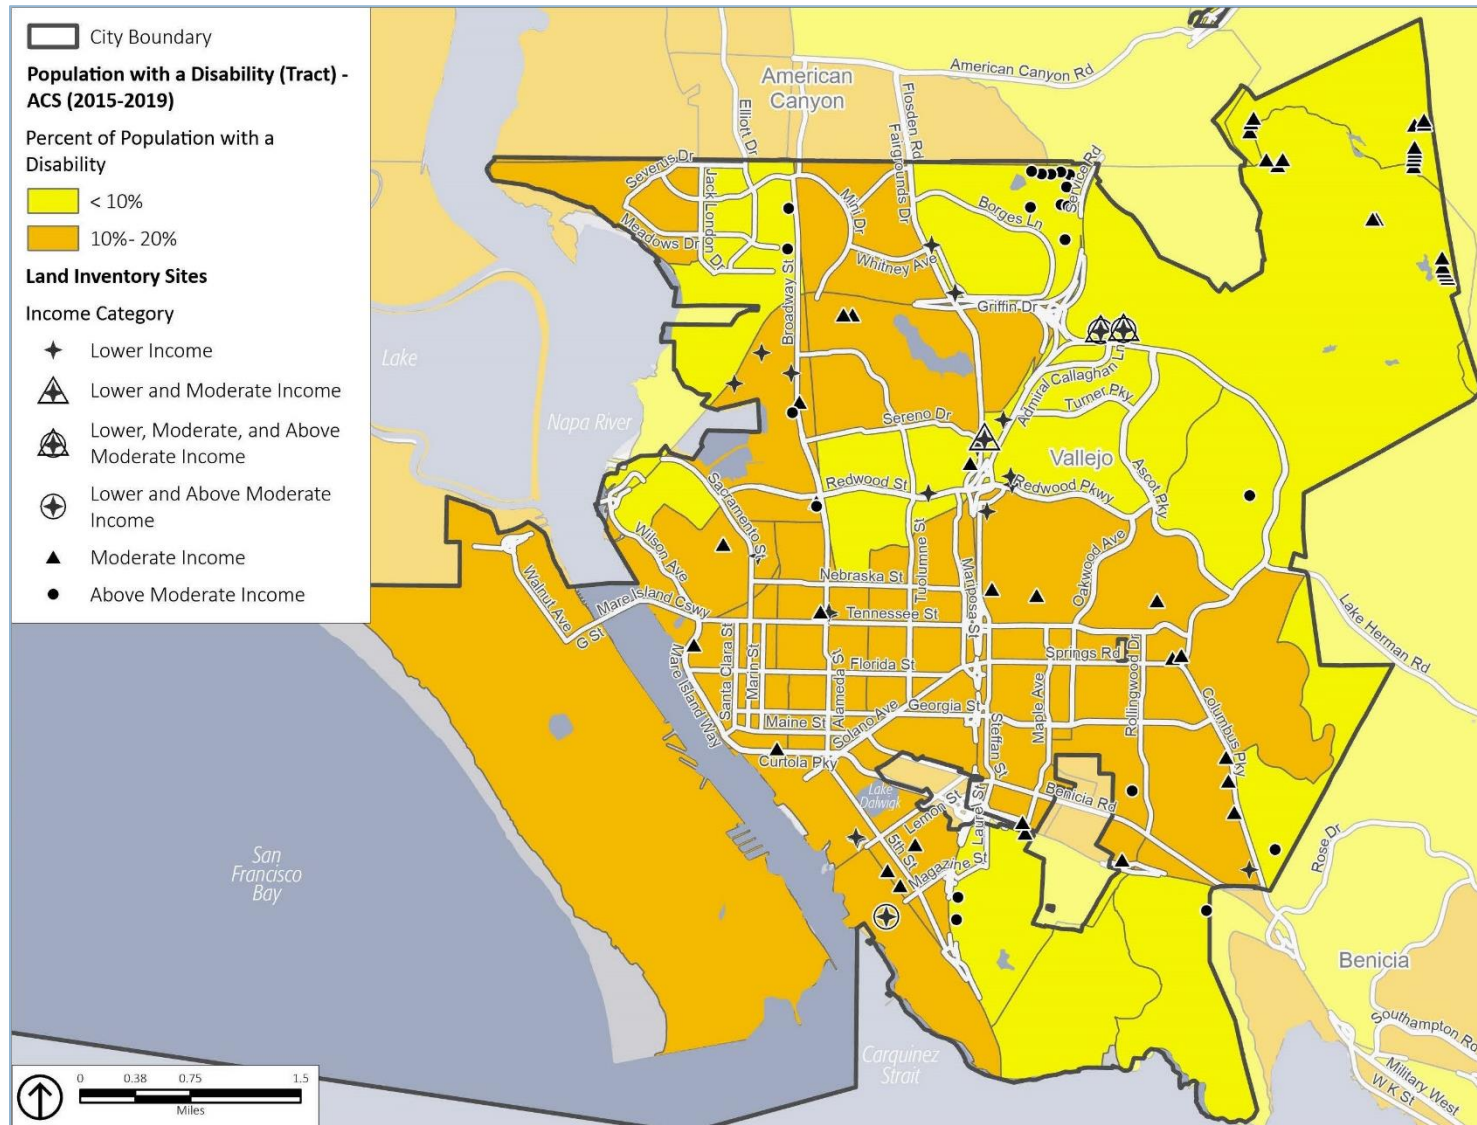 City Boundary
Population with a Disability (Tract) -
ACS (2015-2019)
Percent of Population with a
Disability
< 10%
10%- 20%
Land Inventory Sites
Income Category
Lower Income
Lower and Moderate Income
Lower, Moderate, and Above
Moderate Income
Lower and Above Moderate
Income
Moderate Income
Above Moderate Income
American
Canyon
American Canyon Rd
Elliott Dr
Flosden Rd
Fairgrounds Dr
Service Rd
Severus Dr
Jack London Dr
Meadows Dr
Mini Dr
Borges Ln
Whitney Ave
Broadway St
Griffin Dr
Lake
Napa River
Admiral Callaghan Ln
Turner Pky
Sereno Dr
Vallejo
Ascot Pky
Redwood St
Redwood Pkwy
Sacramento St
Wilson Ave
Tuolumne St
Mariposa St
Oakwood Ave
Nebraska St
Walnut Ave
Mare Island Cswy
G St
Tennessee St
Lake Herman Rd
Santa Clara St
Marin St
Florida St
Springs Rd
Rollingwood Dr
Mare Island Way
Alameda St
Georgia St
Maple Ave
Columbus Pky
Maine St
Solano Ave
Steffan St
Curtola Pky
Benicia Rd
Lake
Dalwigk
Lemon St
Laurel St
5th St
Magazine St
Rose Dr
San
Francisco
Bay
Benicia
Southampton Rd
Carquinez
Strait
Military West
W K St
0 0.38 0.75 1.5
Miles